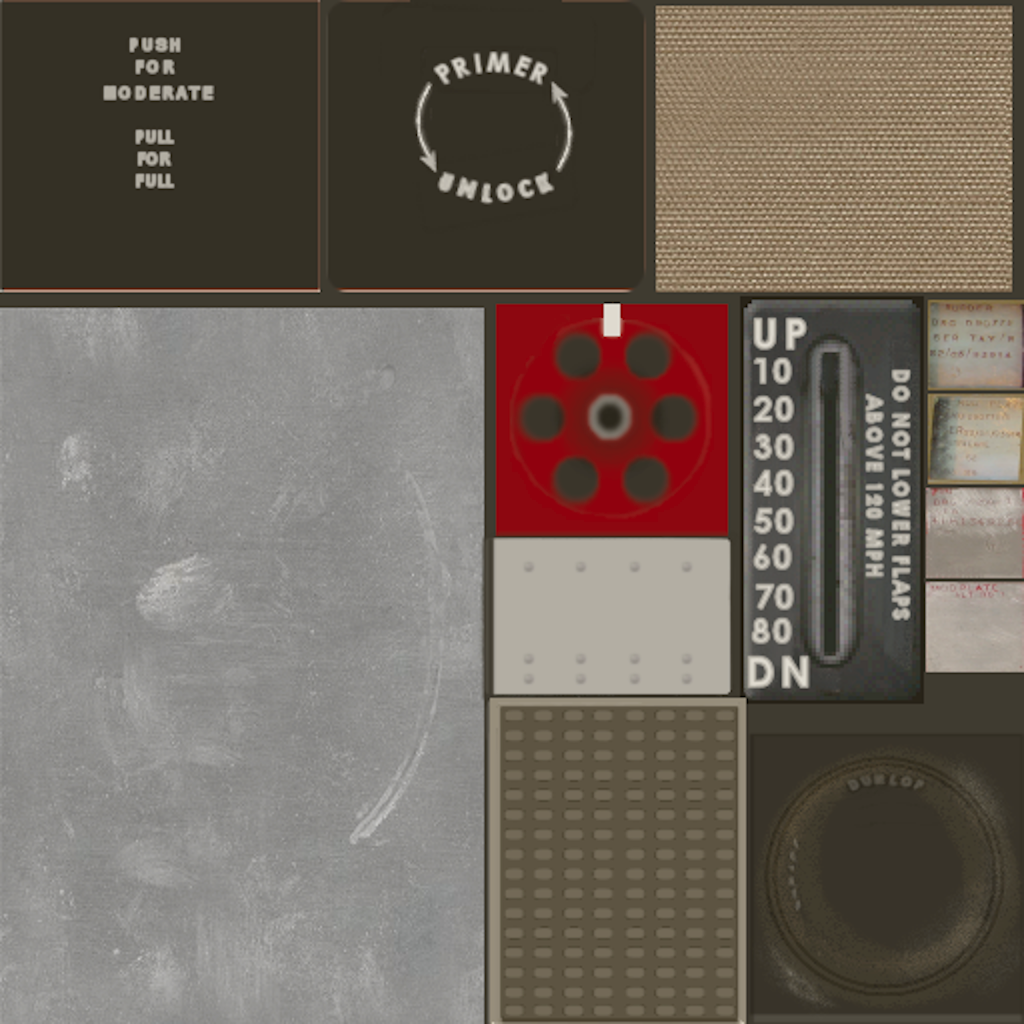 PUSH
FOR
MODERATE
PULL
FOR
FULL
PRIMER
UNLOCK
UP
10
20
30
40
50
60
70
80
DN
DO NOT LOWER FLAPS
ABOVE 120 MPH
DUNLOP